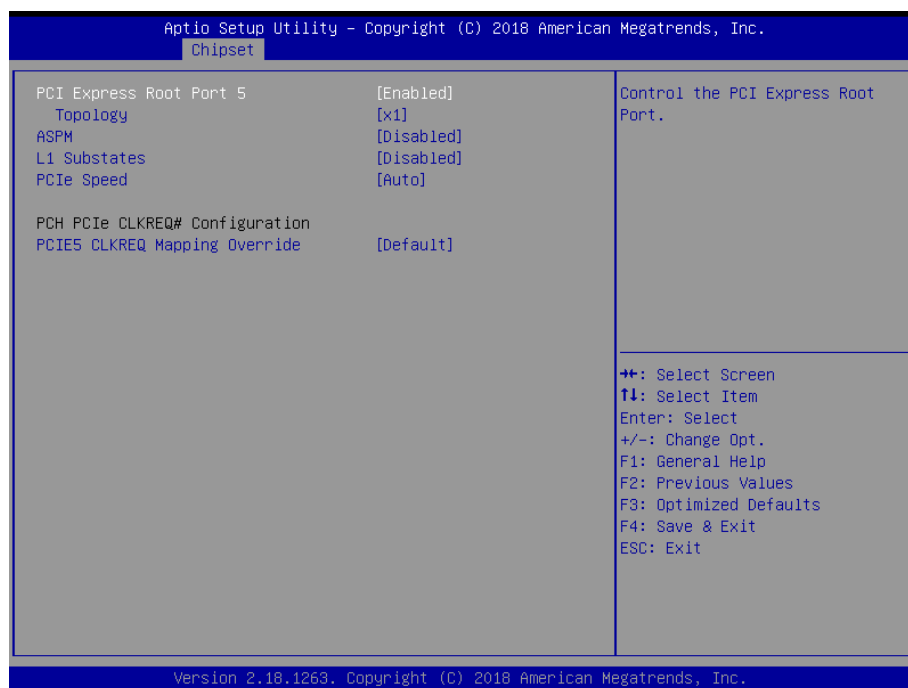 Aptio Setup Utility – Copyright (C) 2018 American Megatrends, Inc.
Chipset
PCI Express Root Port 5 [Enabled]
Topology [x1]
ASPM [Disabled]
L1 Substates [Disabled]
PCIe Speed [Auto]
PCH PCIe CLKREQ# Configuration
PCIE5 CLKREQ Mapping Override [Default]
Control the PCI Express Root
Port.
→←: Select Screen
↑↓: Select Item
Enter: Select
+/-: Change Opt.
F1: General Help
F2: Previous Values
F3: Optimized Defaults
F4: Save & Exit
ESC: Exit
Version 2.18.1263. Copyright (C) 2018 American Megatrends, Inc.